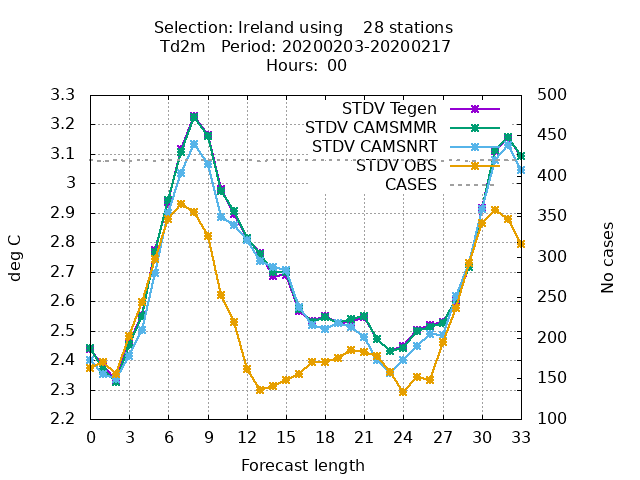 Selection: Ireland using    28 stations
Td2m   Period: 20200203-20200217
Hours:  00
STDV Tegen
STDV CAMSMMR
STDV CAMSNRT
STDV OBS
CASES
3.3
3.2
3.1
3
2.9
2.8
2.7
2.6
2.5
2.4
2.3
2.2
deg C
500
450
400
350
300
250
200
150
100
No cases
0 3 6 9 12 15 18 21 24 27 30 33
Forecast length